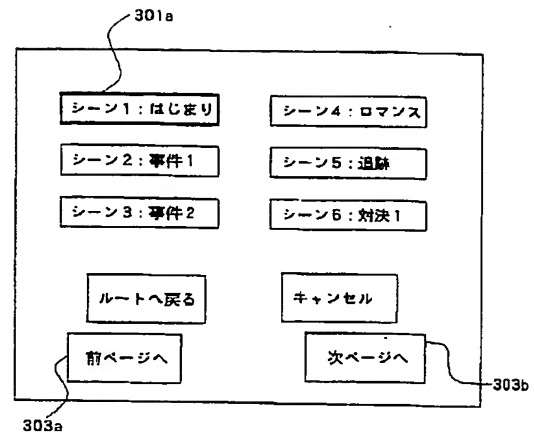 301a
シーン1：はじまり
シーン4：ロマンス
シーン2：事件1
シーン5：追跡
シーン3：事件2
シーン6：対決1
ルートへ戻る
キャンセル
前ページへ
次ページへ
303b
303a